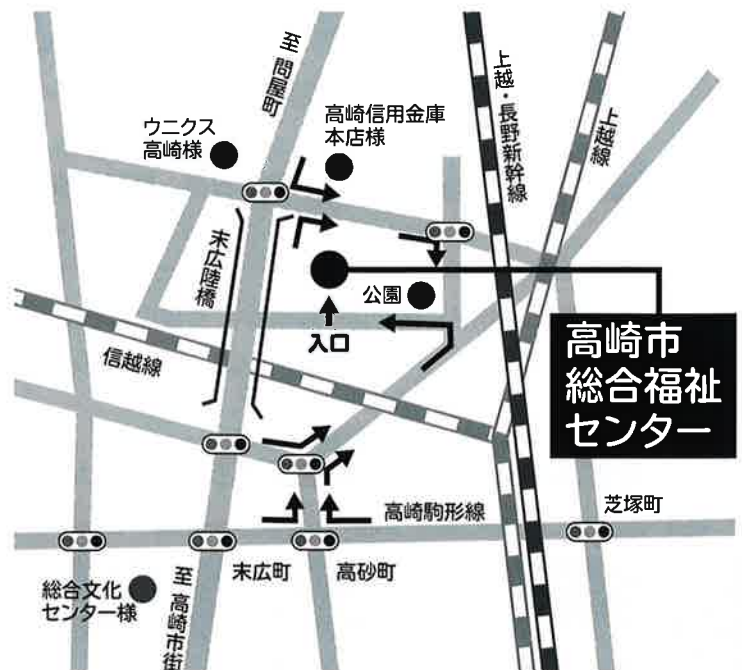 至 問屋町
ウニクス
高崎様
高崎信用金庫
本店様
上越・長野新幹線
上越線
末広陸橋
公園
入口
信越線
高崎市
総合福祉
センター
高崎駒形線
芝塚町
末広町
高砂町
総合文化
センター様
至 高崎市街